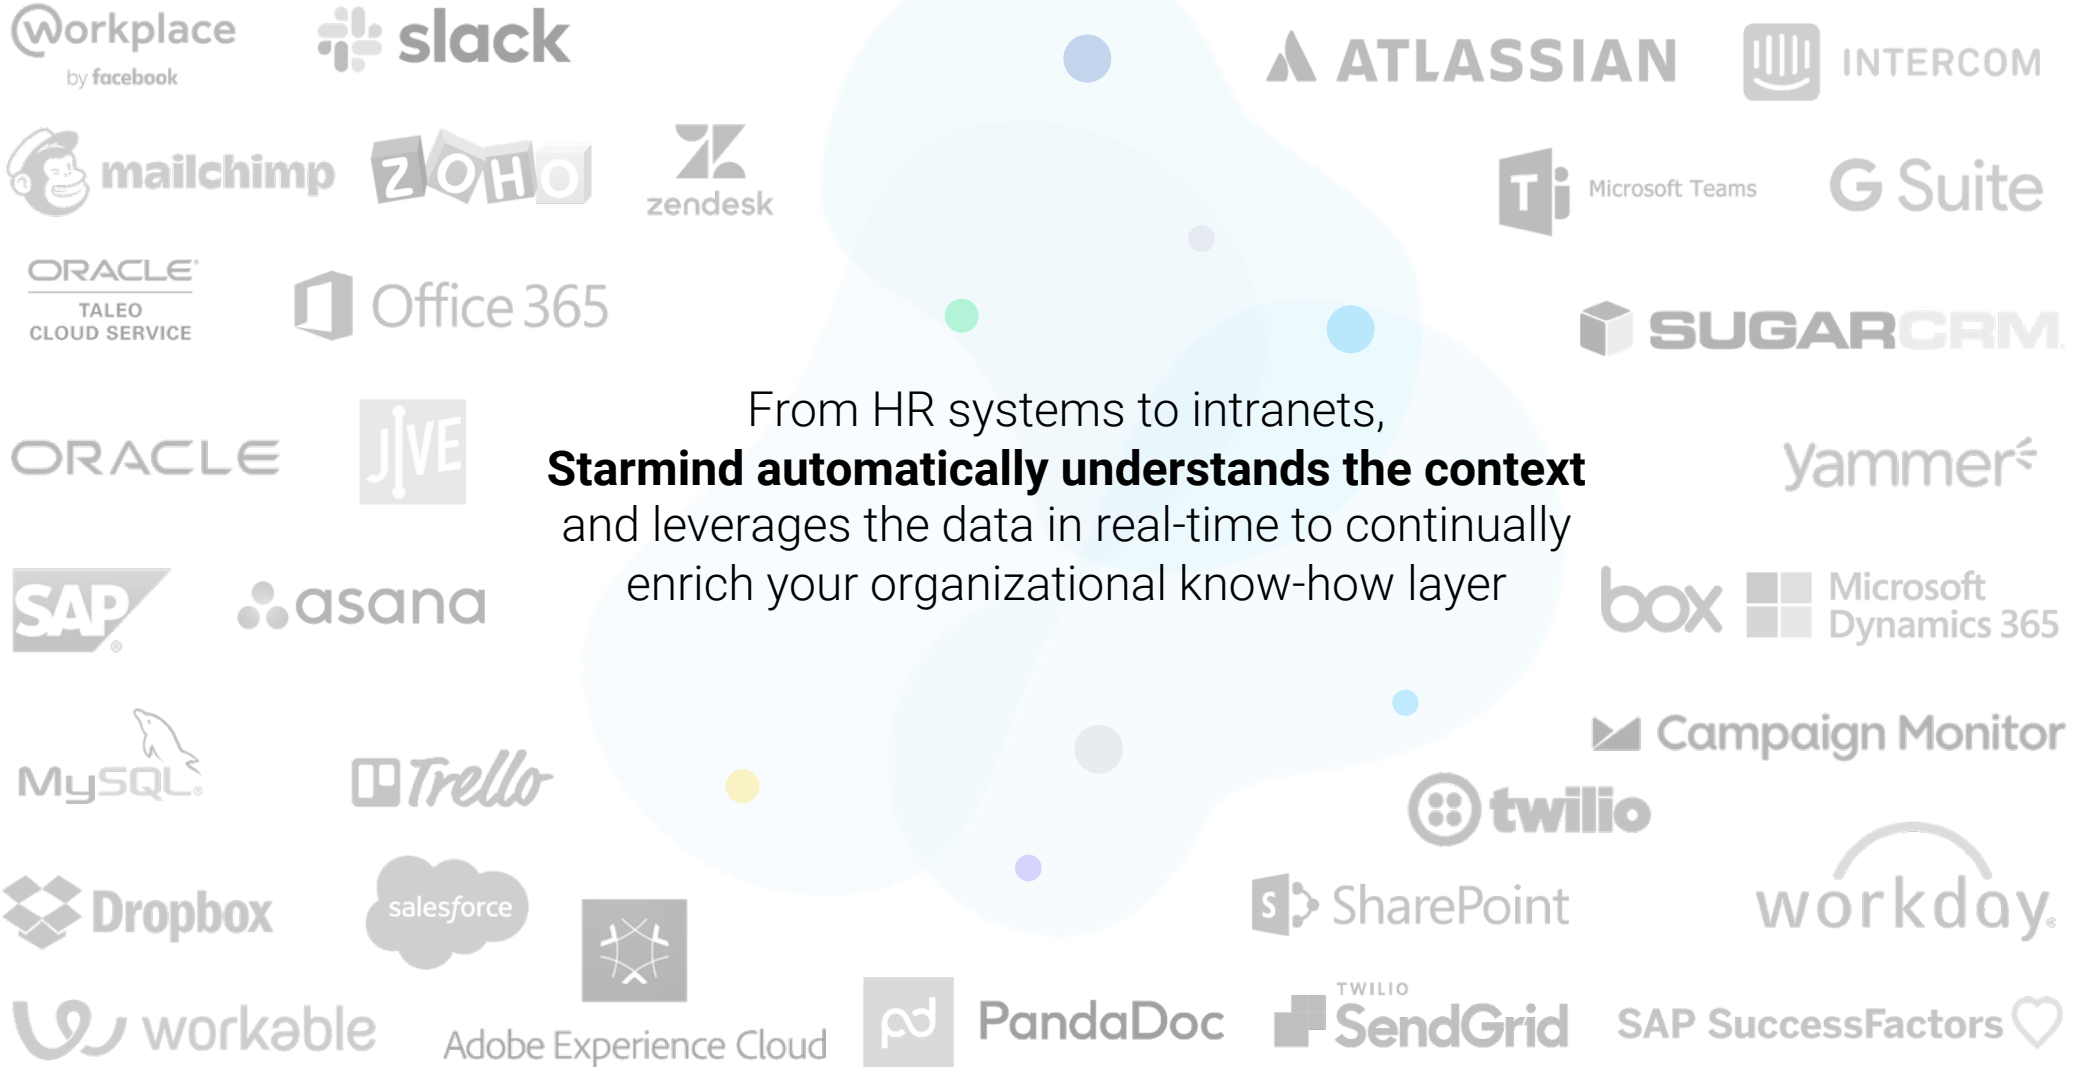 Workplace
by facebook
slack
ATLASSIAN
INTERCOM
mailchimp
ZOHO
zendesk
Microsoft Teams
G Suite
ORACLE®
TALEO
CLOUD SERVICE
Office 365
SUGARCRM.
From HR systems to intranets,
Starmind automatically understands the context
and leverages the data in real-time to continually
enrich your organizational know-how layer
ORACLE
JIVE
yammer
SAP®
asana
box
Microsoft
Dynamics 365
MySQL®
Trello
Campaign Monitor
twilio
Dropbox
salesforce
SharePoint
workday®
workable
Adobe Experience Cloud
pd
PandaDoc
TWILIO
SendGrid
SAP SuccessFactors